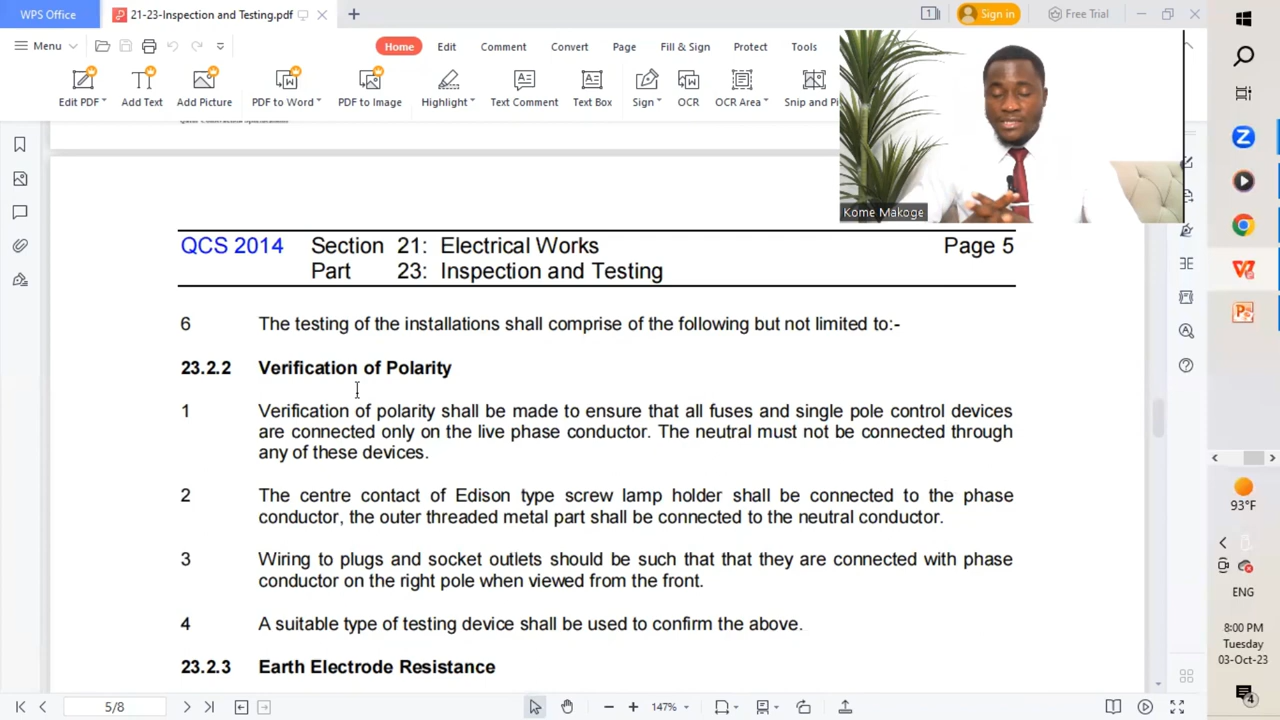 WPS Office
21-23-Inspection and Testing.pdf
1
Sign in
Free Trial
Menu
Home
Edit
Comment
Convert
Page
Fill & Sign
Protect
Tools
Edit PDF
Add Text
Add Picture
PDF to Word
PDF to Image
Highlight
Text Comment
Text Box
Sign
OCR
OCR Area
Snip and Pi
Kome Makoge
QCS 2014 Section 21: Electrical Works Page 5
Part 23: Inspection and Testing
6 The testing of the installations shall comprise of the following but not limited to:-
23.2.2 Verification of Polarity
1 Verification of polarity shall be made to ensure that all fuses and single pole control devices
are connected only on the live phase conductor. The neutral must not be connected through
any of these devices.
2 The centre contact of Edison type screw lamp holder shall be connected to the phase
conductor, the outer threaded metal part shall be connected to the neutral conductor.
3 Wiring to plugs and socket outlets should be such that that they are connected with phase
conductor on the right pole when viewed from the front.
4 A suitable type of testing device shall be used to confirm the above.
23.2.3 Earth Electrode Resistance
5/8
147%
93°F
ENG
8:00 PM
Tuesday
03-Oct-23
4